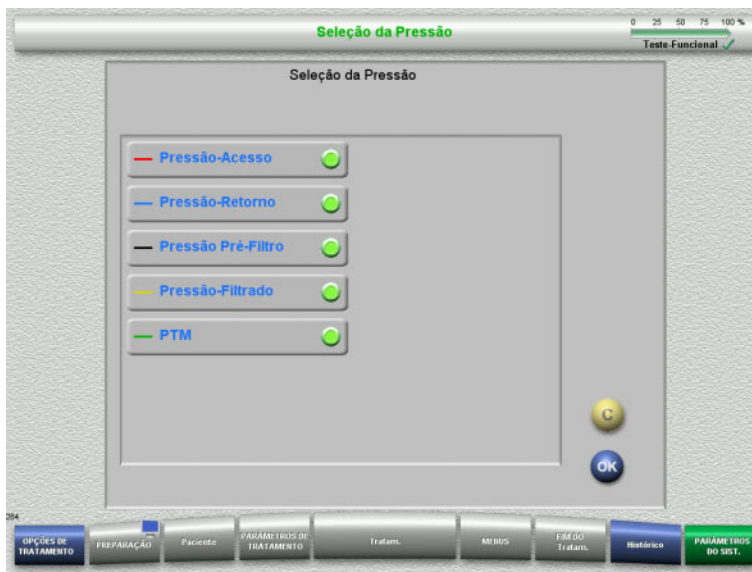 Seleção da Pressão
0 25 50 75 100 %
Teste-Funcional
Seleção da Pressão
Pressão-Acesso
Pressão-Retorno
Pressão Pré-Filtro
Pressão-Filtrado
PTM
C
OK
284
OPÇÕES DE
TRATAMENTO
PREPARAÇÃO
Paciente
PARÂMETROS DE
TRATAMENTO
Tratam.
MENUS
FIM DO
Tratam.
Histórico
PARÂMETROS
DO SIST.